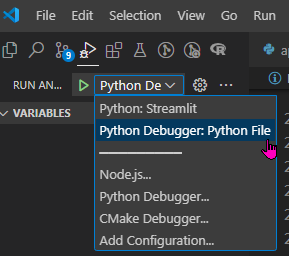 File Edit Selection View Go Run
9
RUN AN... Python De ...
VARIABLES
Python: Streamlit
Python Debugger: Python File
Node.js...
Python Debugger...
CMake Debugger...
Add Configuration...